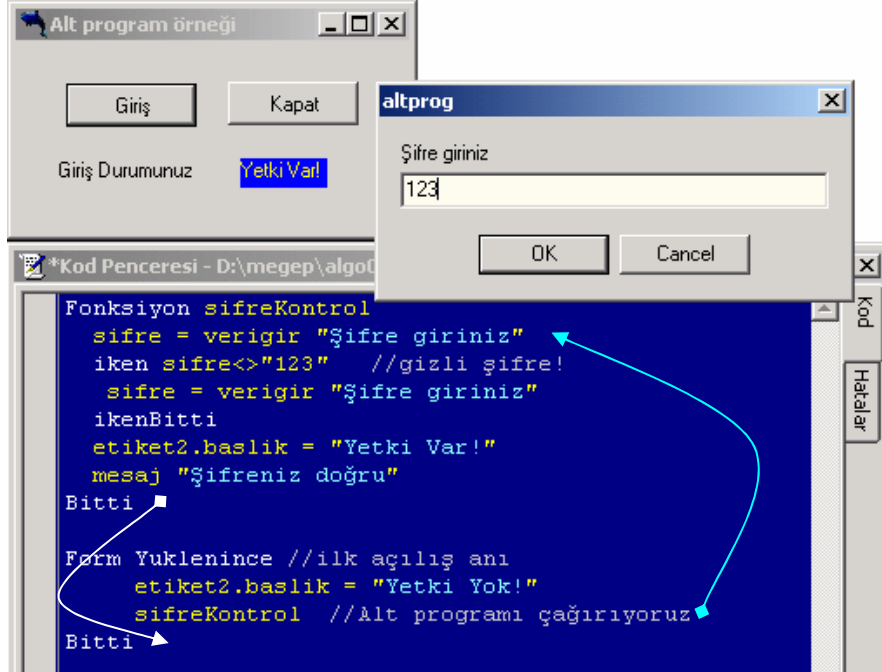 Alt program örneği
Giriş
Kapat
Giriş Durumunuz
Yetki Var!
altprog
Şifre giriniz
123
OK
Cancel
*Kod Penceresi - D:\megep\algo
Kod
Hatalar
Fonksiyon sifreKontrol
sifre = verigir "Şifre giriniz"
iken sifre<>"123" //gizli şifre!
sifre = verigir "Şifre giriniz"
ikenBitti
etiket2.baslik = "Yetki Var!"
mesaj "Şifreniz doğru"
Bitti
Form Yuklenince //ilk açılış anı
etiket2.baslik = "Yetki Yok!"
sifreKontrol //Alt programı çağırıyoruz
Bitti